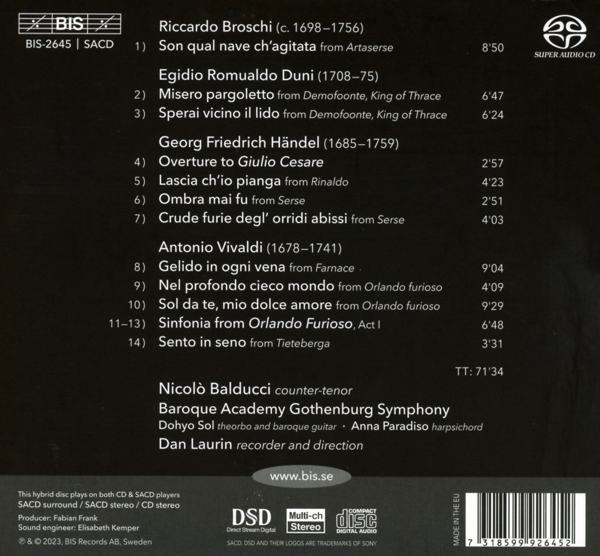 BIS
BIS-2645 | SACD
SUPER AUDIO CD
Riccardo Broschi (c. 1698–1756)
1) Son qual nave ch'agitata from Artaserse 8'50
Egidio Romualdo Duni (1708–75)
2) Misero pargoletto from Demofoonte, King of Thrace 6'47
3) Sperai vicino il lido from Demofoonte, King of Thrace 6'24
Georg Friedrich Händel (1685–1759)
4) Overture to Giulio Cesare 2'57
5) Lascia ch'io pianga from Rinaldo 4'23
6) Ombra mai fu from Serse 2'51
7) Crude furie degl' orridi abissi from Serse 4'03
Antonio Vivaldi (1678–1741)
8) Gelido in ogni vena from Farnace 9'04
9) Nel profondo cieco mondo from Orlando furioso 4'09
10) Sol da te, mio dolce amore from Orlando furioso 9'29
11–13) Sinfonia from Orlando Furioso, Act I 6'48
14) Sento in seno from Tieteberga 3'31
TT: 71'34
Nicolò Balducci counter-tenor
Baroque Academy Gothenburg Symphony
Dohyo Sol theorbo and baroque guitar · Anna Paradiso harpsichord
Dan Laurin recorder and direction
www.bis.se
This hybrid disc plays on both CD & SACD players
SACD surround / SACD stereo / CD stereo
Producer: Fabian Frank
Sound engineer: Elisabeth Kemper
℗ & © 2023, BIS Records AB, Sweden
DSD
Direct Stream Digital
Multi-ch
Stereo
COMPACT
disc
DIGITAL AUDIO
SACD, DSD AND THEIR LOGOS ARE TRADEMARKS OF SONY
MADE IN THE EU
7 318599 926452